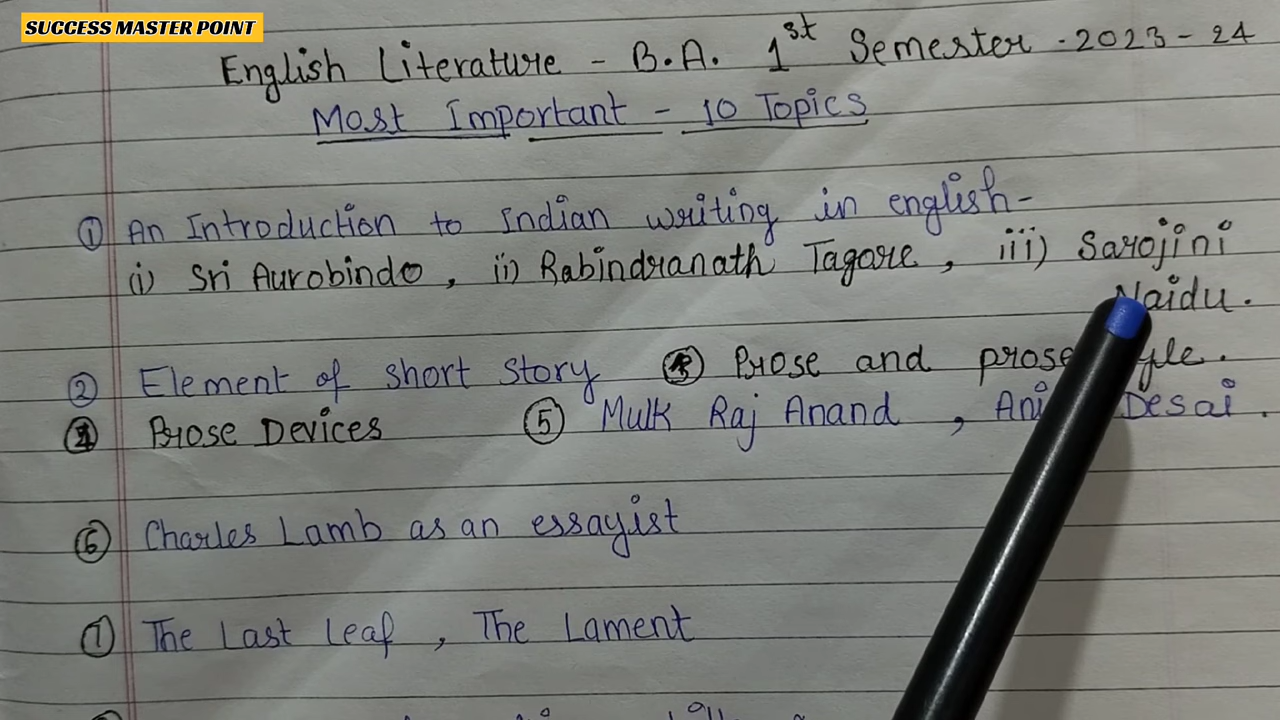 SUCCESS MASTER POINT
English Literature - B.A. 1st Semester - 2023-24
Most Important - 10 Topics
① An Introduction to Indian writing in english-
(i) Sri Aurobindo, ii) Rabindranath Tagore, iii) Sarojini
Naidu.
② Element of short story Prose and prose
Prose Devices ⑤ Mulk Raj Anand, Desai.
⑥ Charles Lamb as an essayist
⑦ The Last Leaf, The Lament